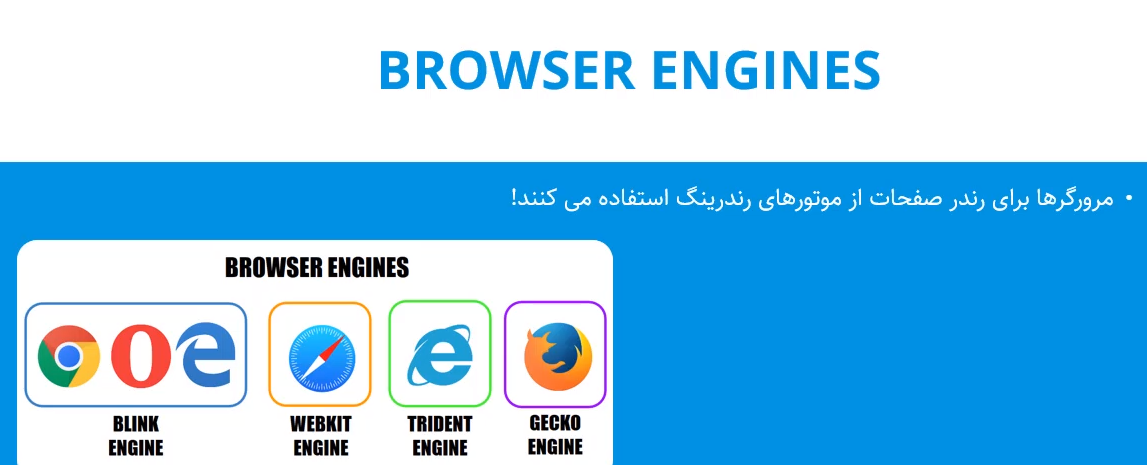 BROWSER ENGINES
• مرورگرها برای رندر صفحات از موتورهای رندرینگ استفاده می کنند!
BROWSER ENGINES
BLINK ENGINE
WEBKIT ENGINE
TRIDENT ENGINE
GECKO ENGINE